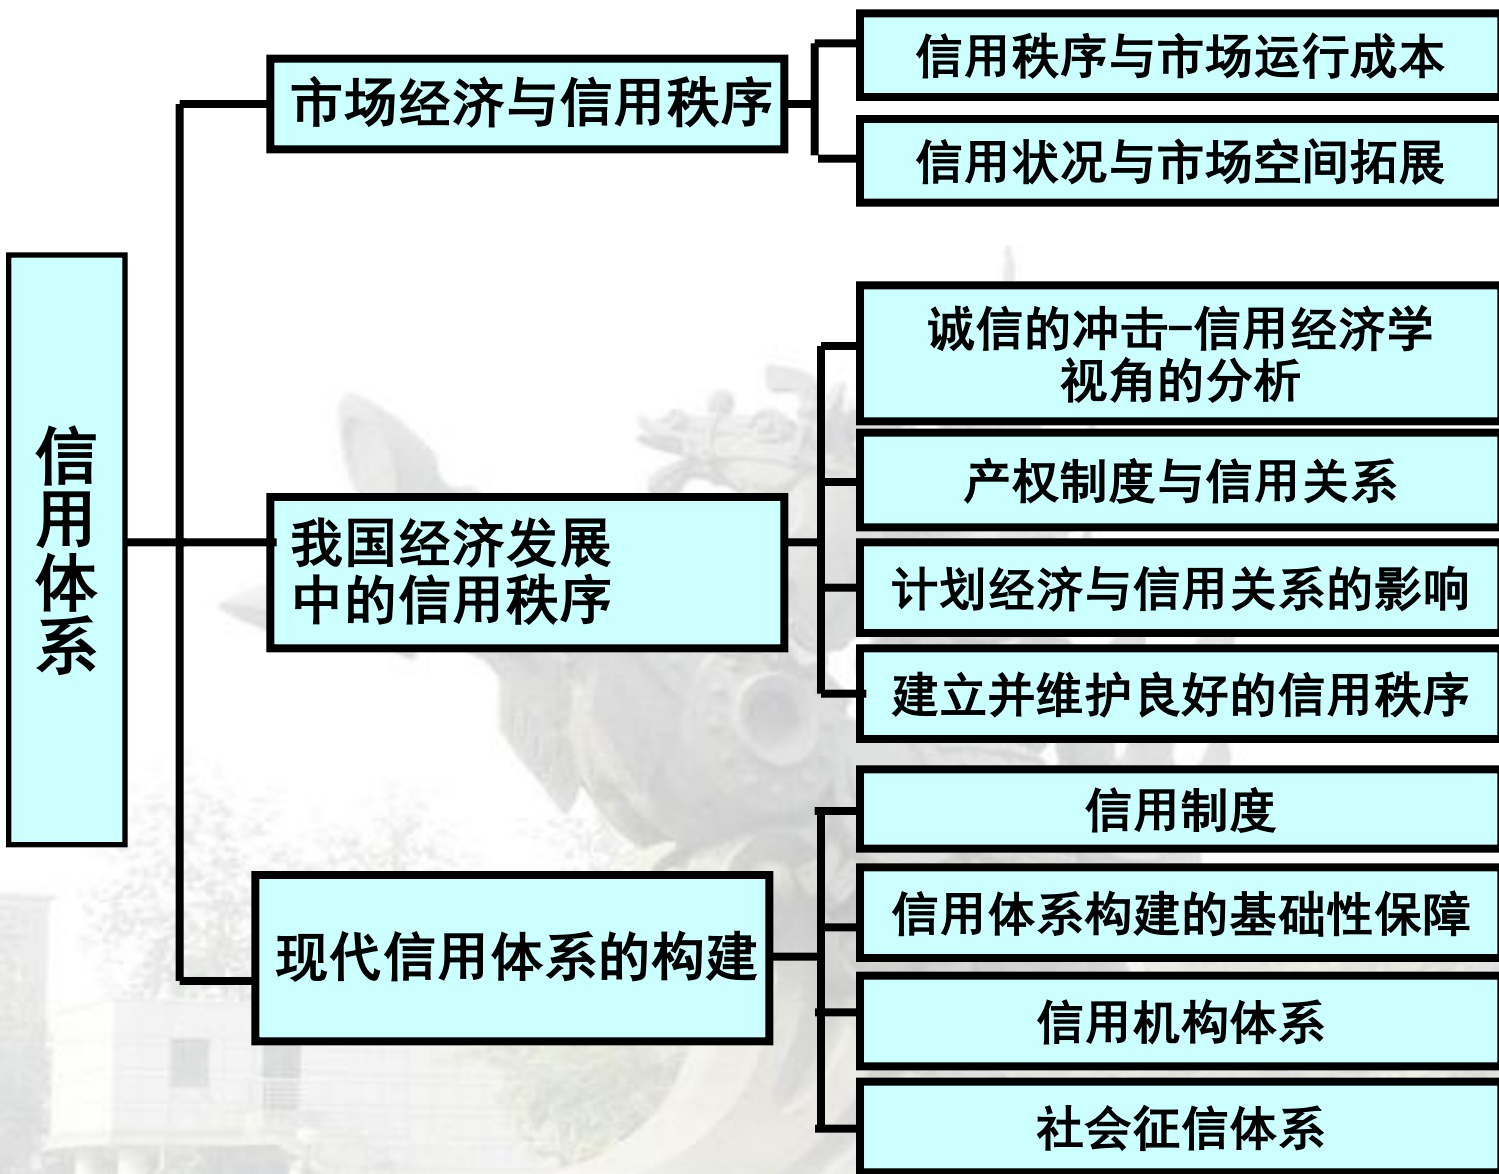 信用体系
市场经济与信用秩序
信用秩序与市场运行成本
信用状况与市场空间拓展
我国经济发展
中的信用秩序
诚信的冲击-信用经济学
视角的分析
产权制度与信用关系
计划经济与信用关系的影响
建立并维护良好的信用秩序
现代信用体系的构建
信用制度
信用体系构建的基础性保障
信用机构体系
社会征信体系